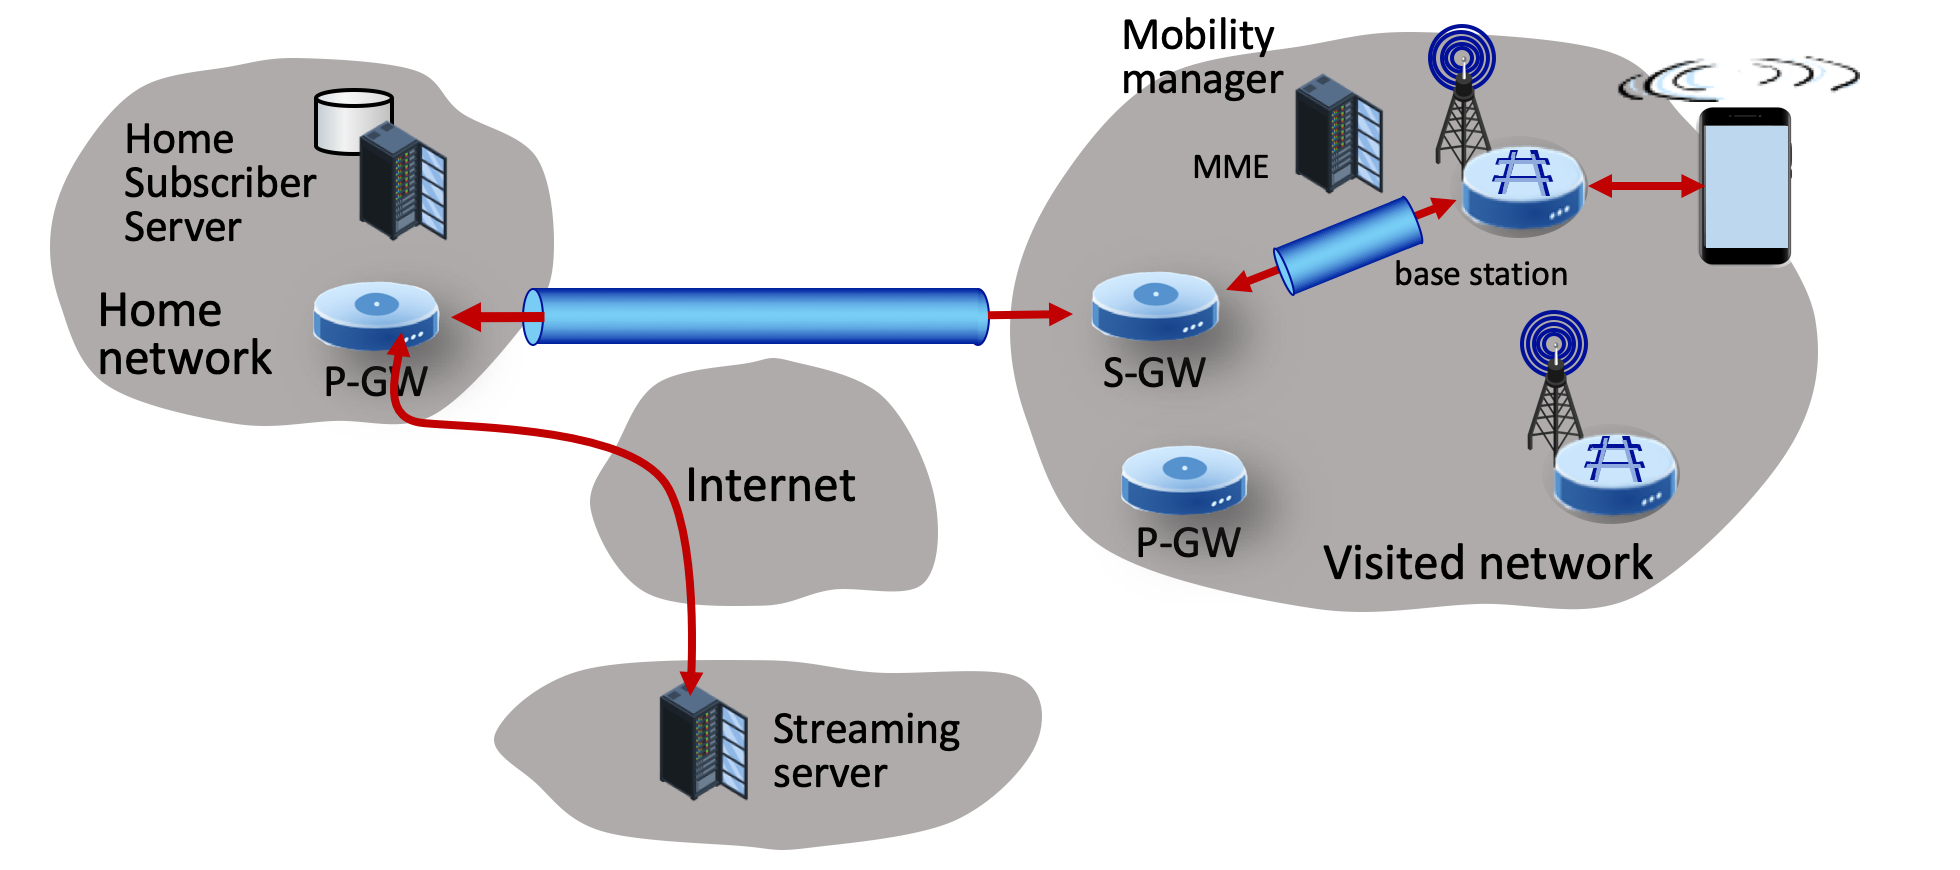 Mobility
manager
MME
Home
Subscriber
Server
Home
network
P-GW
base station
S-GW
Internet
P-GW
Visited network
Streaming
server